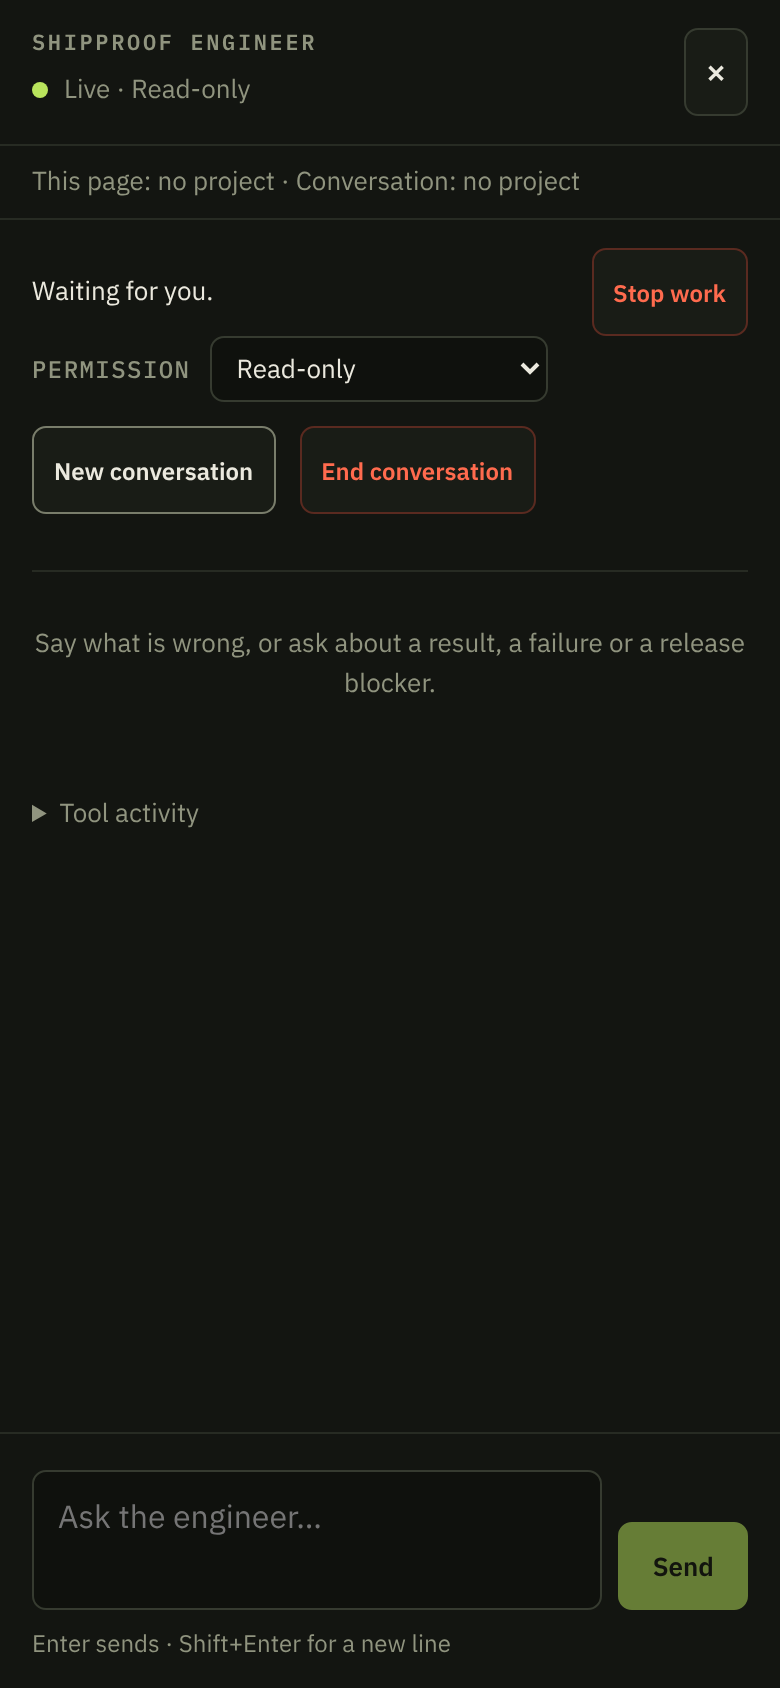 SHIPPROOF ENGINEER
Live · Read-only
×
This page: no project · Conversation: no project
Waiting for you.
Stop work
PERMISSION
Read-only
New conversation
End conversation
Say what is wrong, or ask about a result, a failure or a release
blocker.
Tool activity
Ask the engineer...
Send
Enter sends · Shift+Enter for a new line